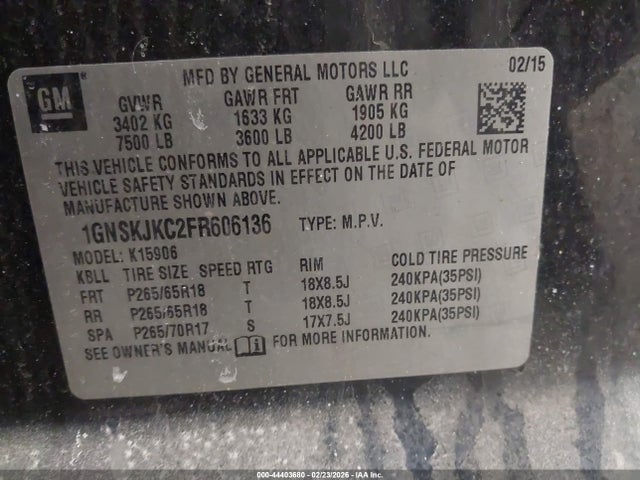 MFD BY GENERAL MOTORS LLC 02/15
GM
GVWR GAWR FRT GAWR RR
3402 KG 1633 KG 1905 KG
7500 LB 3600 LB 4200 LB
THIS VEHICLE CONFORMS TO ALL APPLICABLE U.S. FEDERAL MOTOR
VEHICLE SAFETY STANDARDS IN EFFECT ON THE DATE OF
MANUFACTURE SHOWN ABOVE.
1GNSKJKC2FR606136 TYPE: M.P.V.
MODEL: K15906
KBLL TIRE SIZE SPEED RTG RIM COLD TIRE PRESSURE
FRT P265/65R18 T 18X8.5J 240KPA(35PSI)
RR P265/65R18 T 18X8.5J 240KPA(35PSI)
SPA P265/70R17 S 17X7.5J 240KPA(35PSI)
SEE OWNER'S MANUAL FOR MORE INFORMATION.
000-44403680 - 02/23/2026 - IAA Inc.